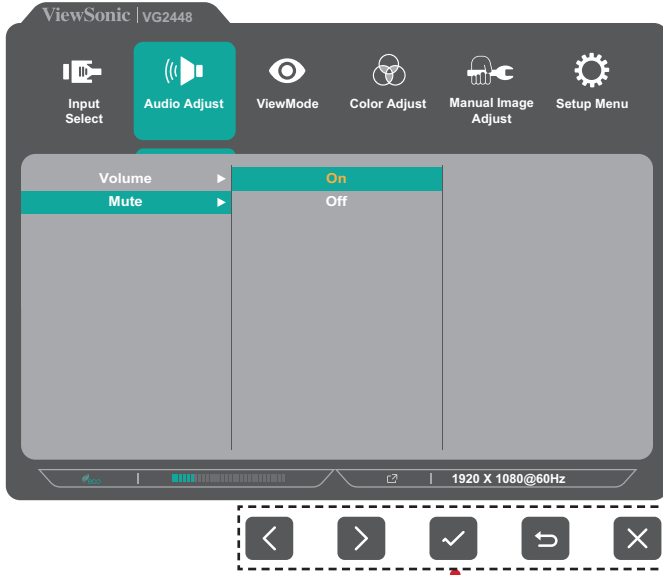 ViewSonic | VG2448
Input
Select
Audio Adjust
ViewMode
Color Adjust
Manual Image
Adjust
Setup Menu
Volume
On
Mute
Off
eco
1920 X 1080@60Hz